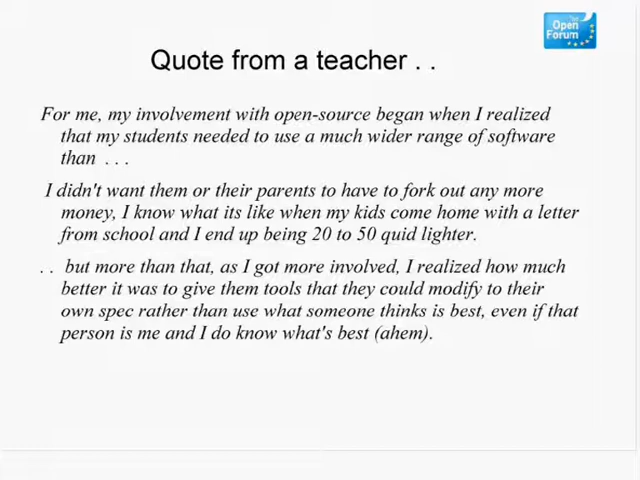 The
Open
Forum
Quote from a teacher . .
For me, my involvement with open-source began when I realized
that my students needed to use a much wider range of software
than . . .
I didn't want them or their parents to have to fork out any more
money, I know what its like when my kids come home with a letter
from school and I end up being 20 to 50 quid lighter.
. . but more than that, as I got more involved, I realized how much
better it was to give them tools that they could modify to their
own spec rather than use what someone thinks is best, even if that
person is me and I do know what's best (ahem).